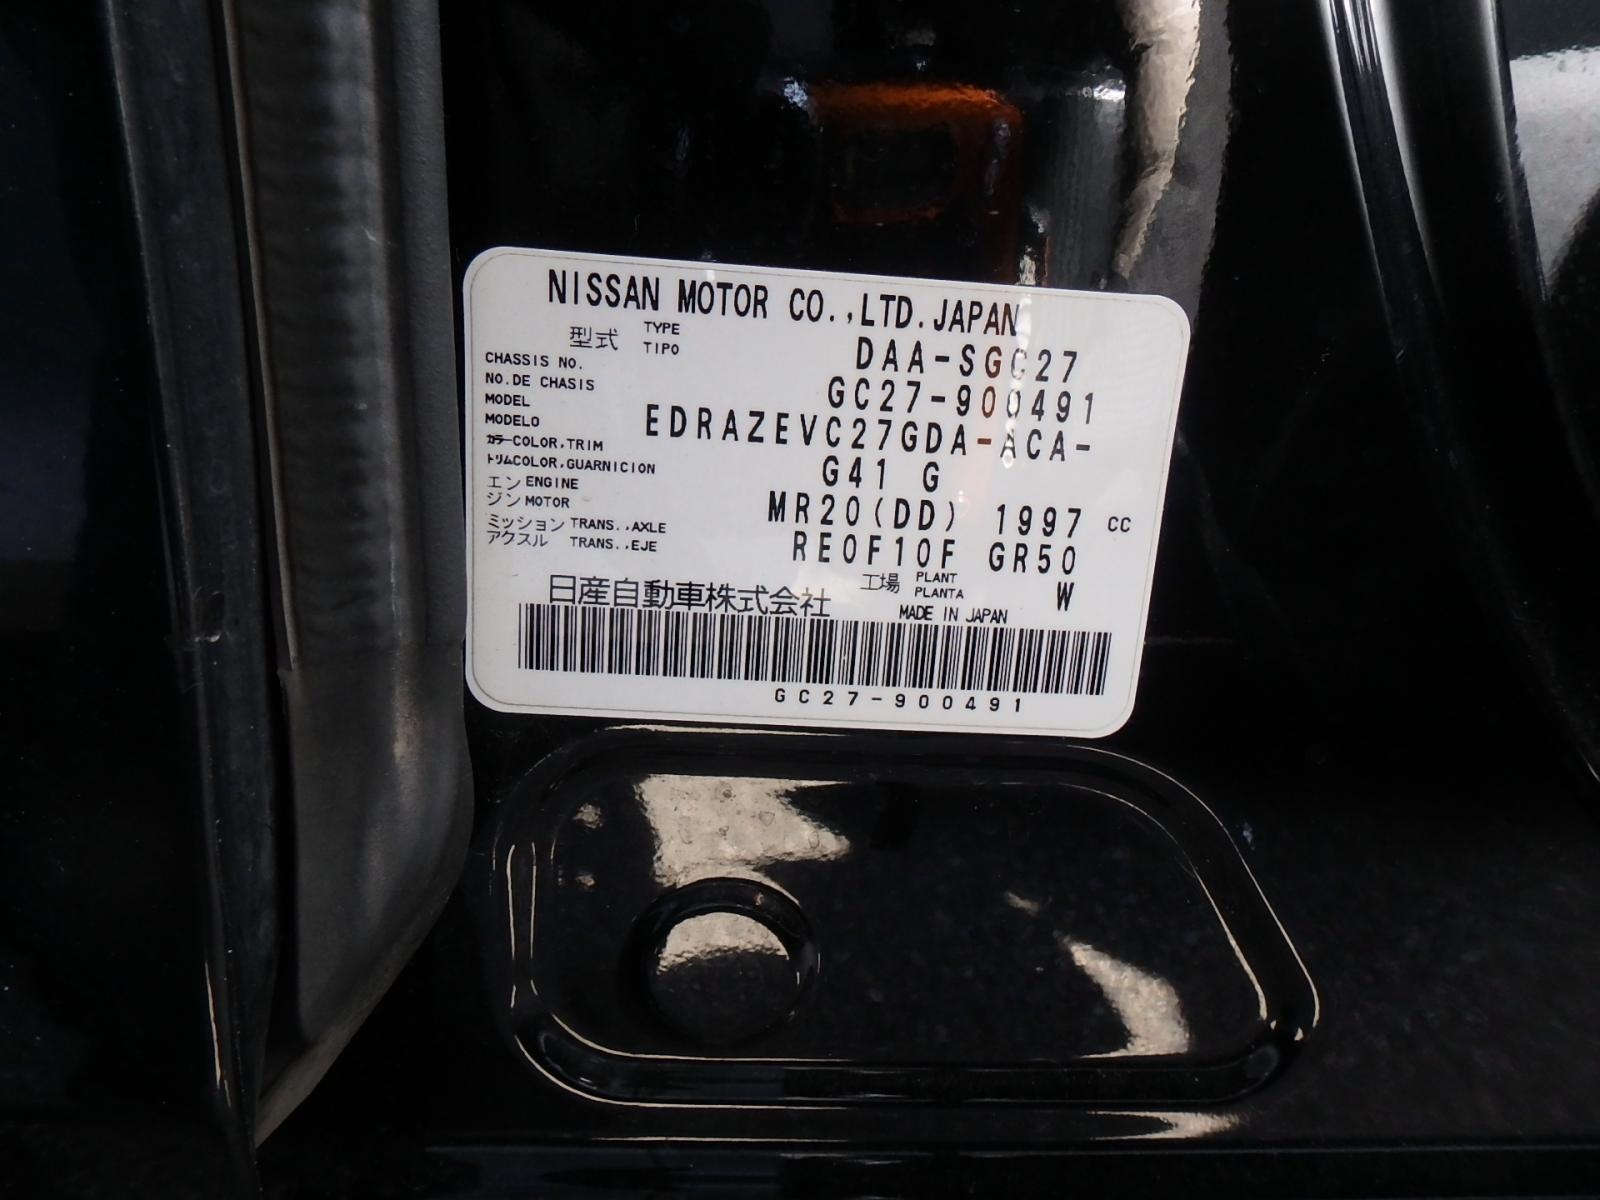 NISSAN MOTOR CO.,LTD.JAPAN
型式 TYPE TIPO DAA-SGC27
CHASSIS NO.
NO.DE CHASIS GC27-900491
MODEL
MODELO EDRAZEVC27GDA-ACA-
カラー COLOR,TRIM
トリム COLOR,GUARNICION G41 G
エンジン ENGINE MOTOR MR20(DD) 1997 CC
ミッション TRANS.,AXLE
アクスル TRANS.,EJE RE0F10F GR50
工場 PLANT PLANTA W
日産自動車株式会社 MADE IN JAPAN
GC27-900491